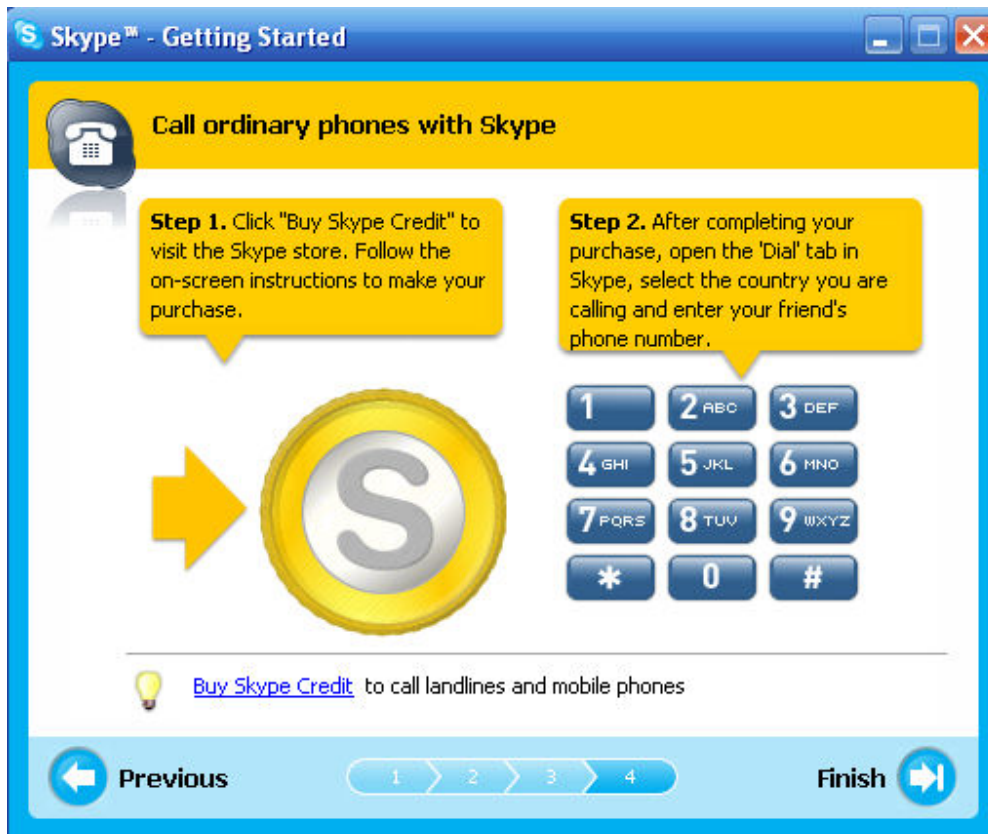 Skype™ - Getting Started
Call ordinary phones with Skype
Step 1. Click "Buy Skype Credit" to
visit the Skype store. Follow the
on-screen instructions to make your
purchase.
Step 2. After completing your
purchase, open the 'Dial' tab in
Skype, select the country you are
calling and enter your friend's
phone number.
S
1 2 ABC 3 DEF
4 GHI 5 JKL 6 MNO
7 PQRS 8 TUV 9 WXYZ
* 0 #
Buy Skype Credit to call landlines and mobile phones
Previous 1 2 3 4 Finish